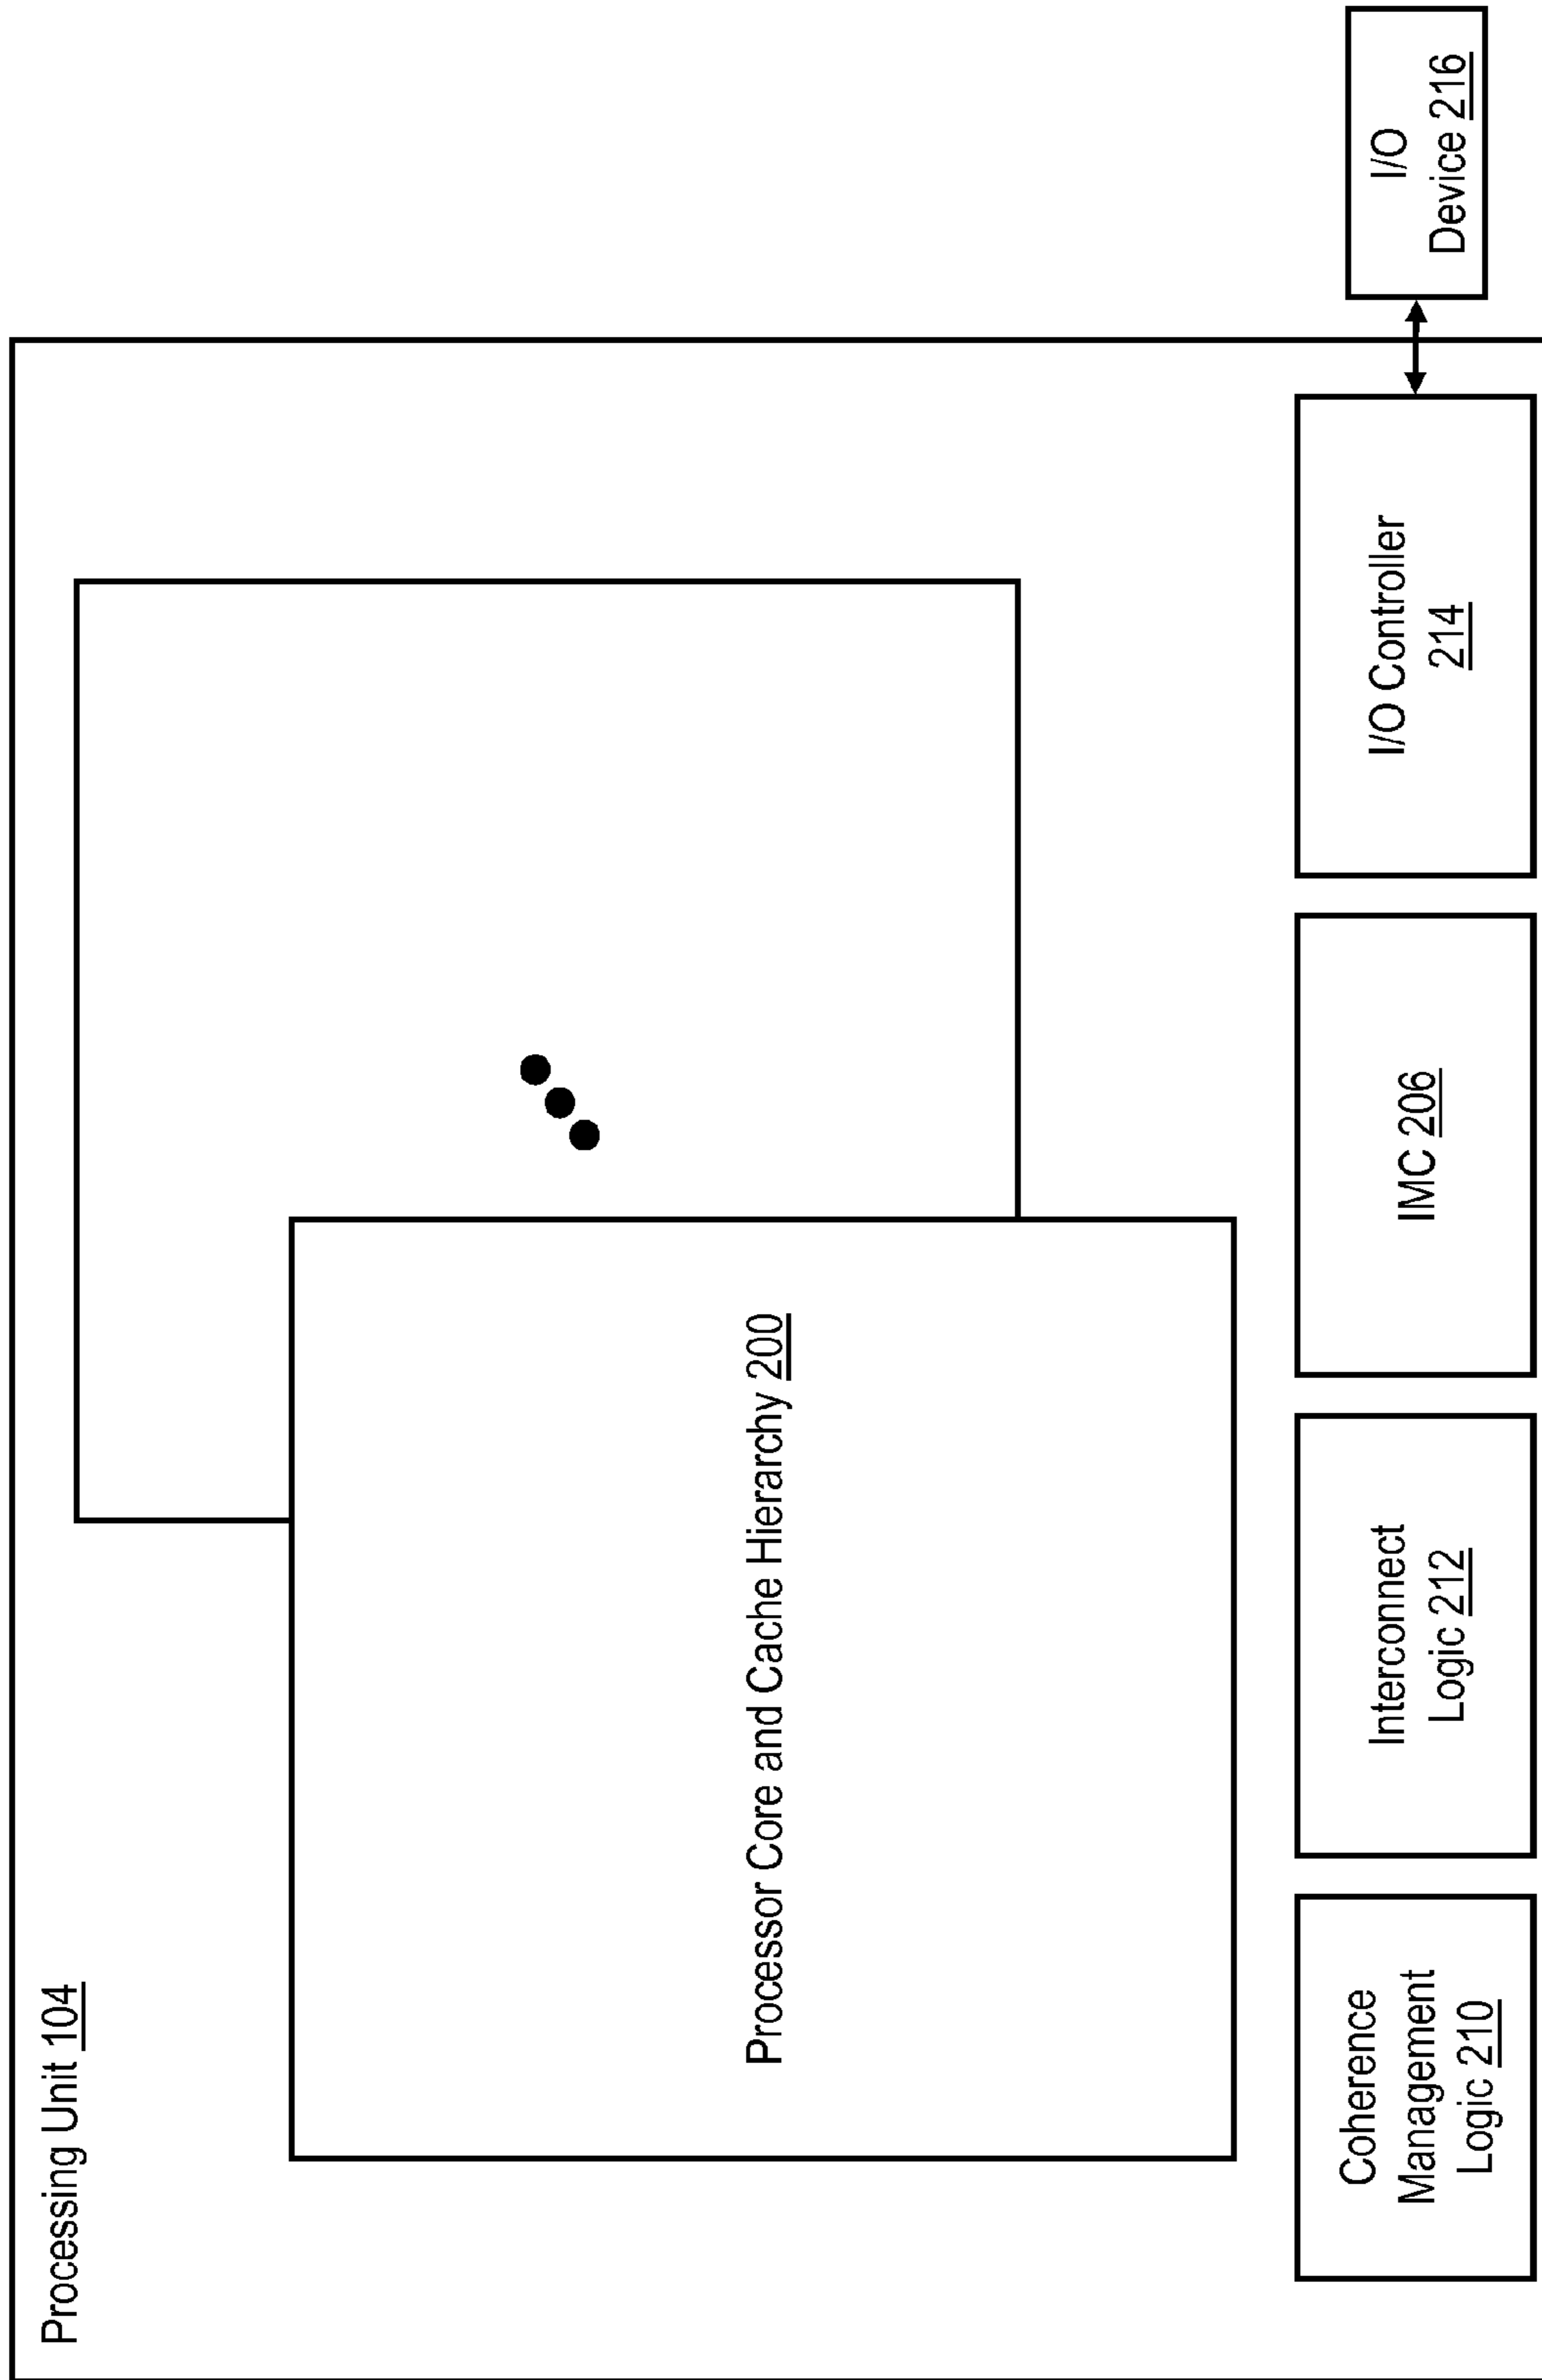 Processing Unit 104
Processor Core and Cache Hierarchy 200
Coherence
Management
Logic 210
Interconnect
Logic 212
IMC 206
I/O Controller
214
I/O
Device 216